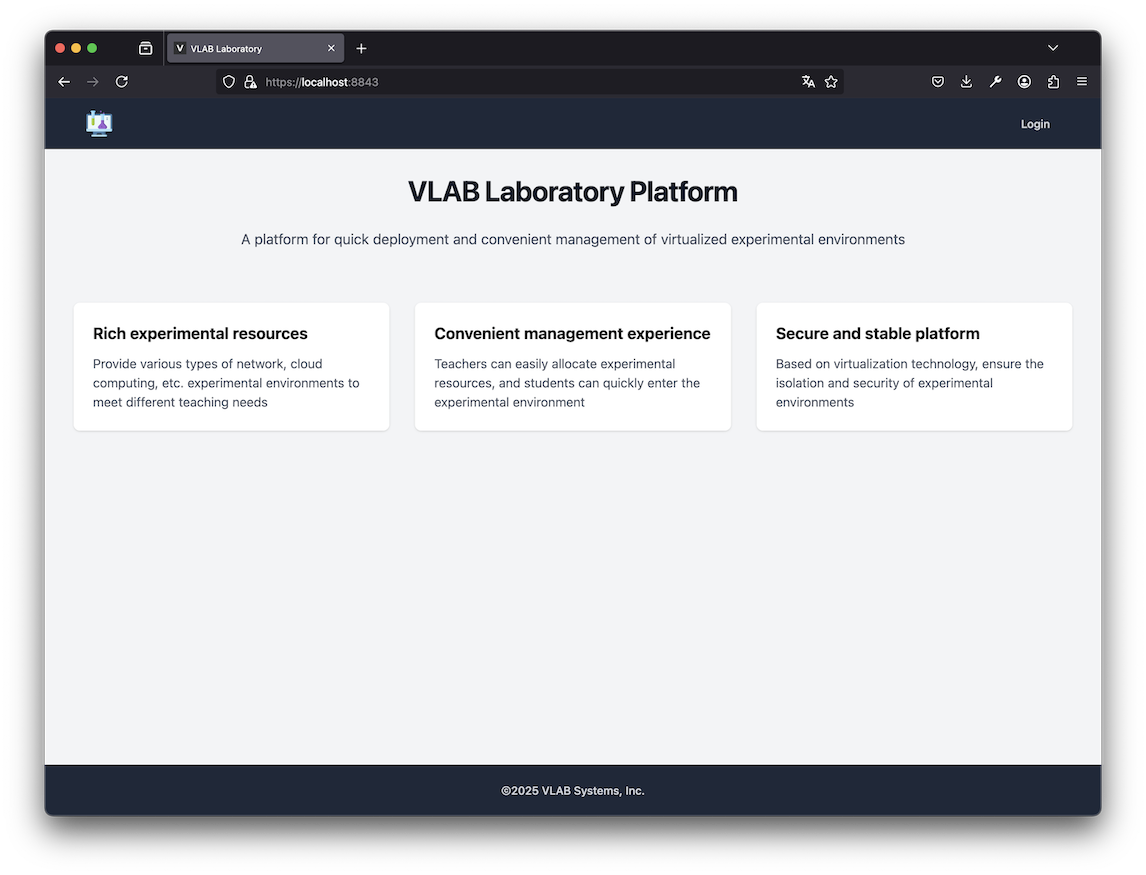 V VLAB Laboratory
https://localhost:8843
Login
VLAB Laboratory Platform
A platform for quick deployment and convenient management of virtualized experimental environments
Rich experimental resources
Provide various types of network, cloud
computing, etc. experimental environments to
meet different teaching needs
Convenient management experience
Teachers can easily allocate experimental
resources, and students can quickly enter the
experimental environment
Secure and stable platform
Based on virtualization technology, ensure the
isolation and security of experimental
environments
©2025 VLAB Systems, Inc.